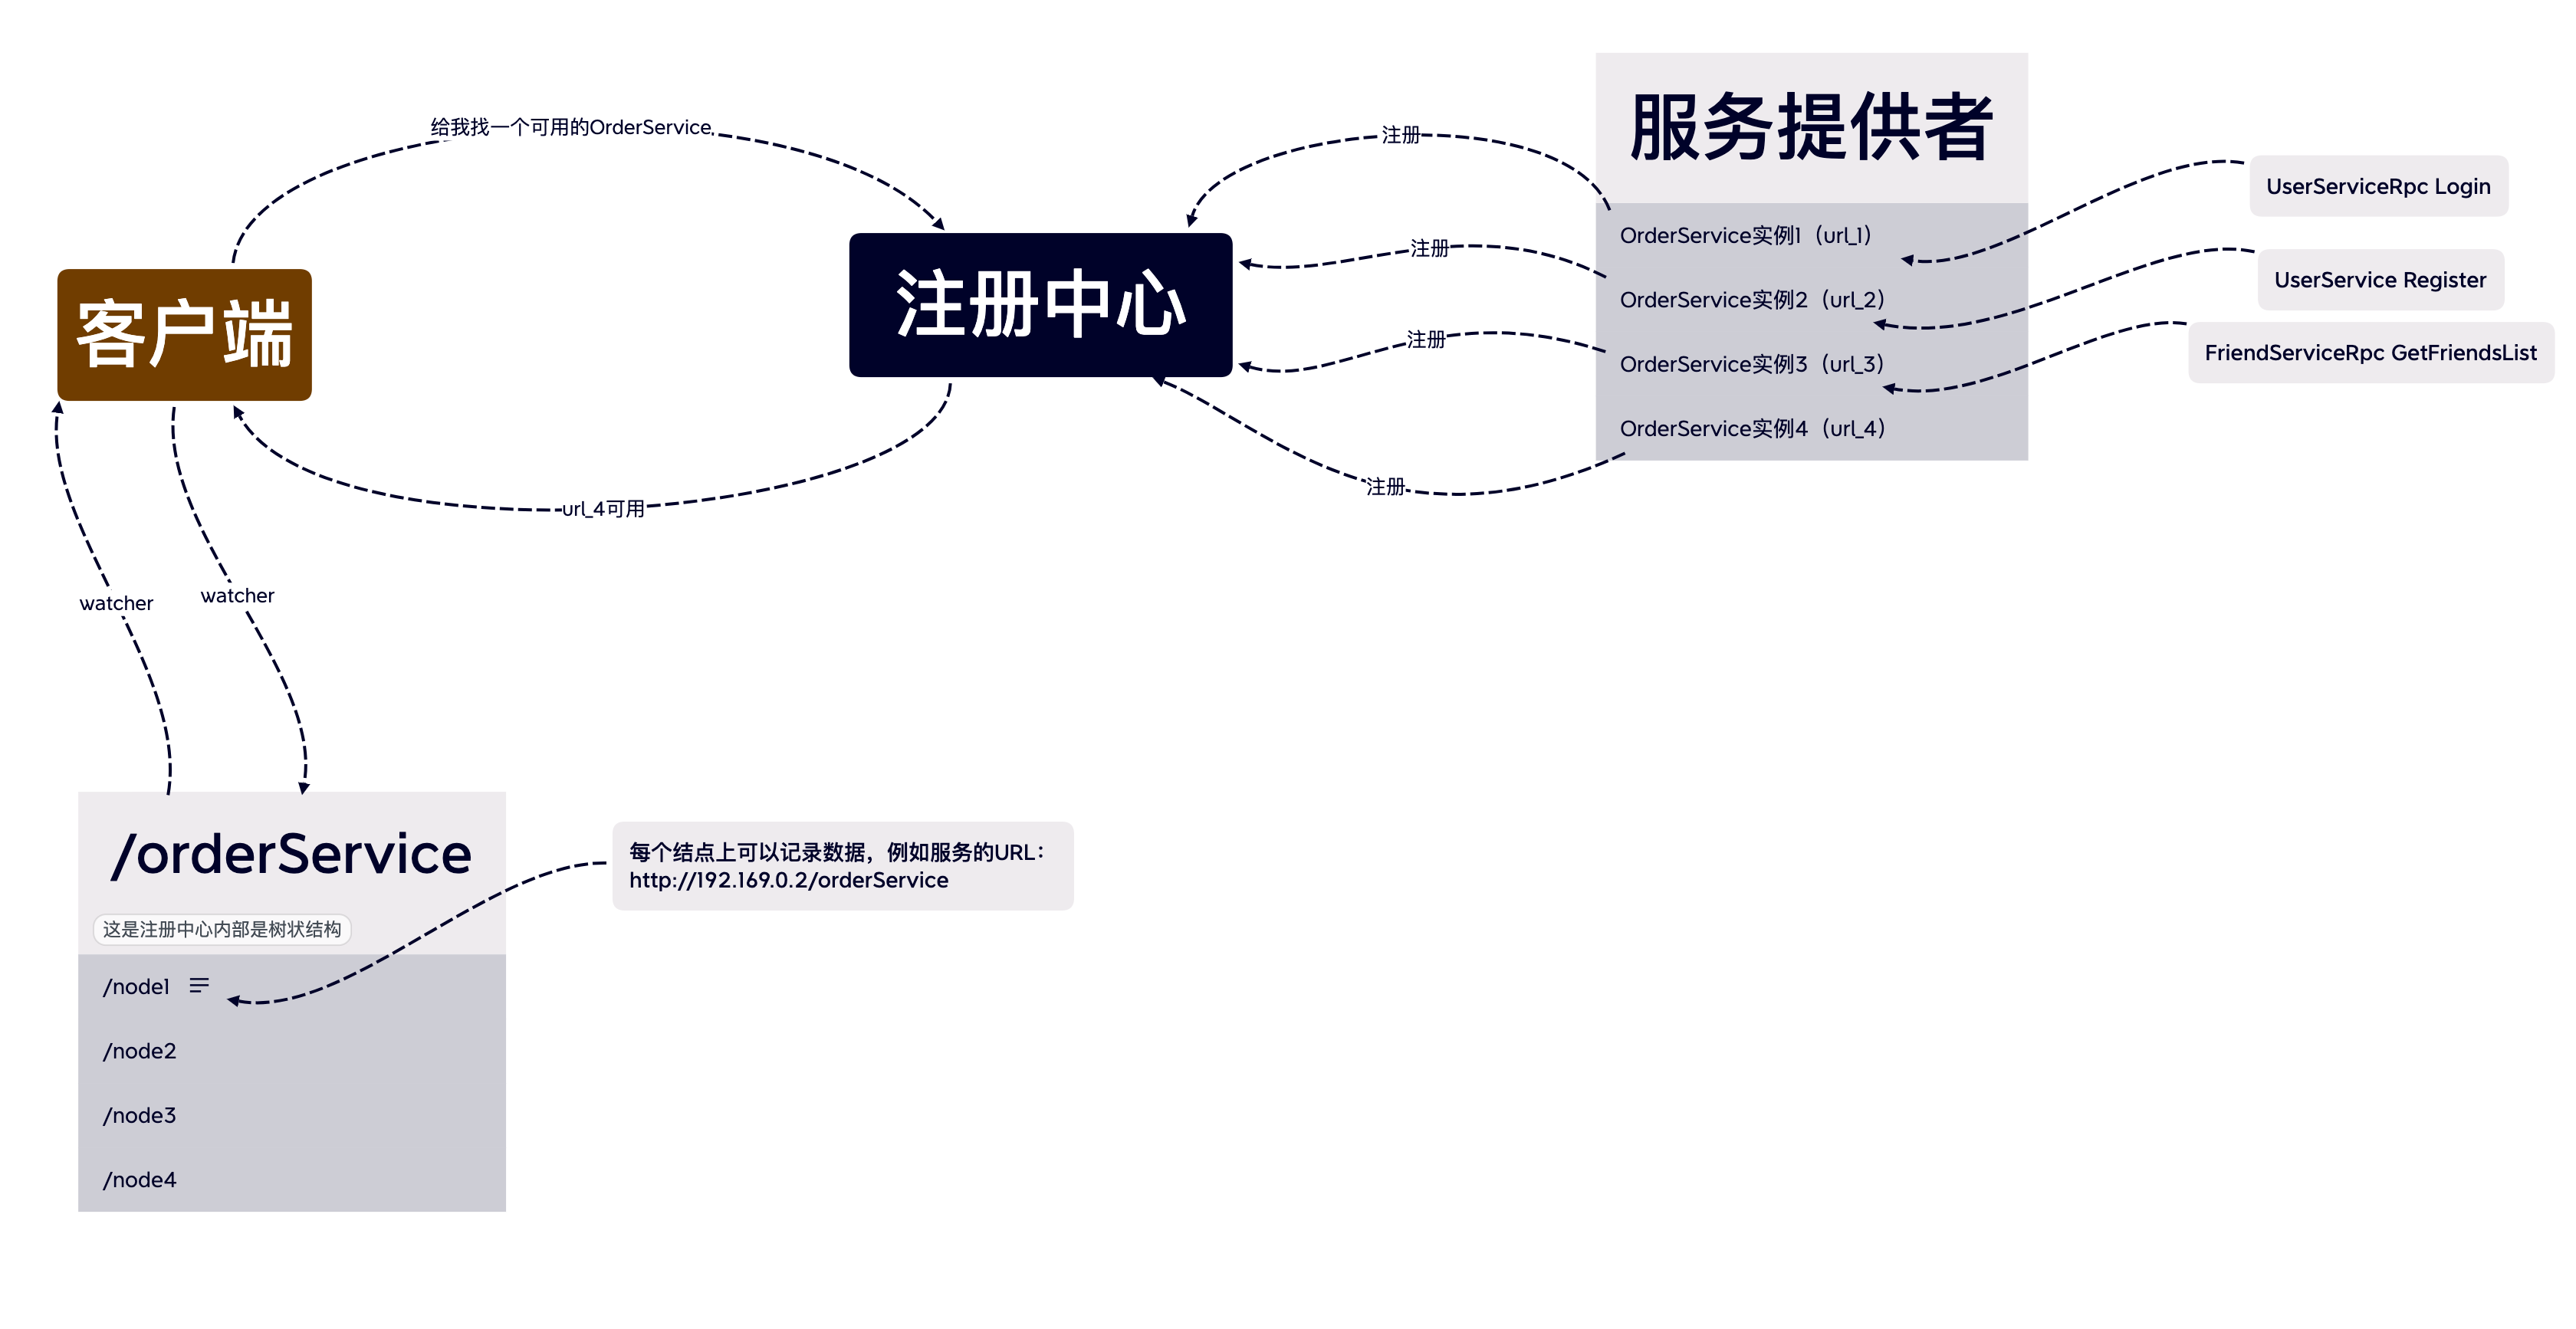 给我找一个可用的OrderService
客户端
注册中心
url_4可用
注册
注册
注册
注册
服务提供者
OrderService实例1（url_1）
OrderService实例2（url_2）
OrderService实例3（url_3）
OrderService实例4（url_4）
UserServiceRpc Login
UserService Register
FriendServiceRpc GetFriendsList
watcher
watcher
/orderService
这是注册中心内部是树状结构
/node1
/node2
/node3
/node4
每个结点上可以记录数据，例如服务的URL：
http://192.169.0.2/orderService